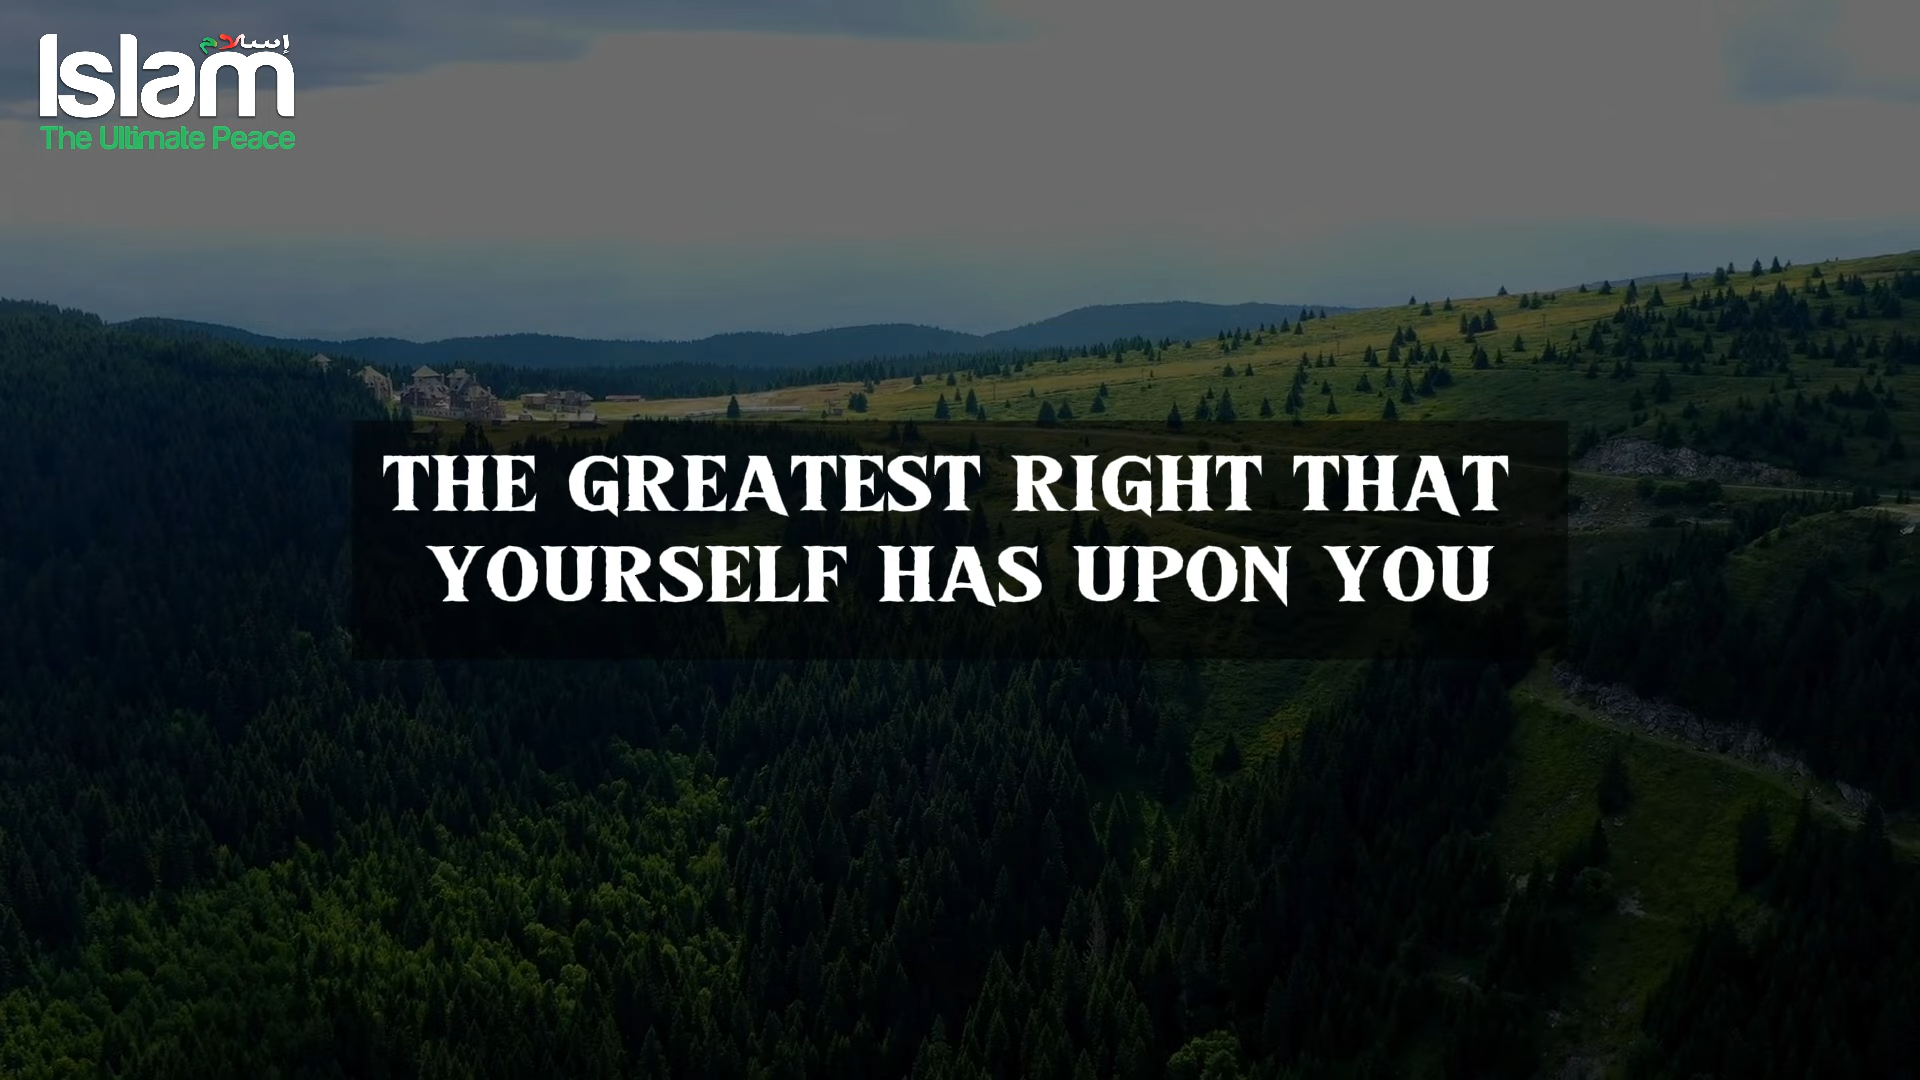 إسلام
Islam
The Ultimate Peace
THE GREATEST RIGHT THAT
YOURSELF HAS UPON YOU